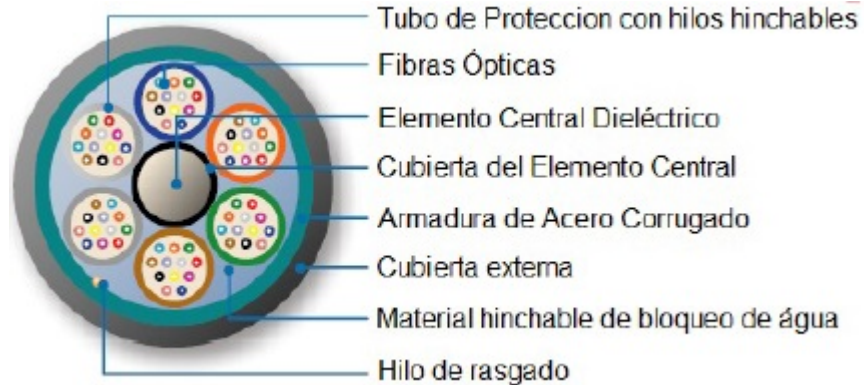 Tubo de Proteccion con hilos hinchables
Fibras Ópticas
Elemento Central Dieléctrico
Cubierta del Elemento Central
Armadura de Acero Corrugado
Cubierta externa
Material hinchable de bloqueo de água
Hilo de rasgado